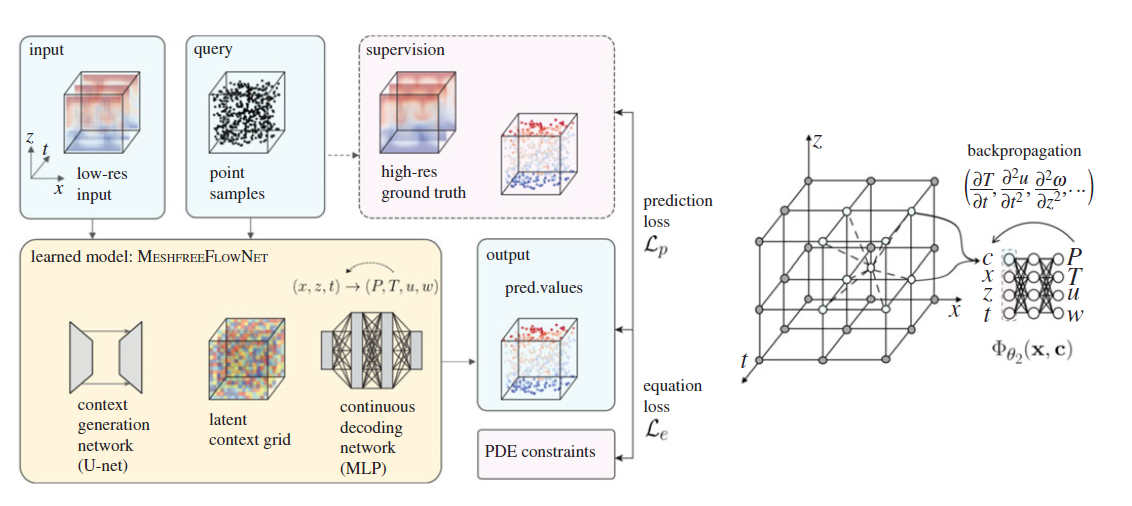 input
z
t
x
low-res
input
query
point
samples
supervision
high-res
ground truth
learned model: MESHFREEFLOWNET
(x, z, t) → (P, T, u, w)
context
generation
network
(U-net)
latent
context grid
continuous
decoding
network
(MLP)
output
pred.values
PDE constraints
prediction
loss
ℒp
equation
loss
ℒe
z
x
t
backpropagation
(∂T/∂t, ∂²u/∂t², ∂²ω/∂z², ...)
c
x
z
t
P
T
u
w
Φθ₂(x, c)